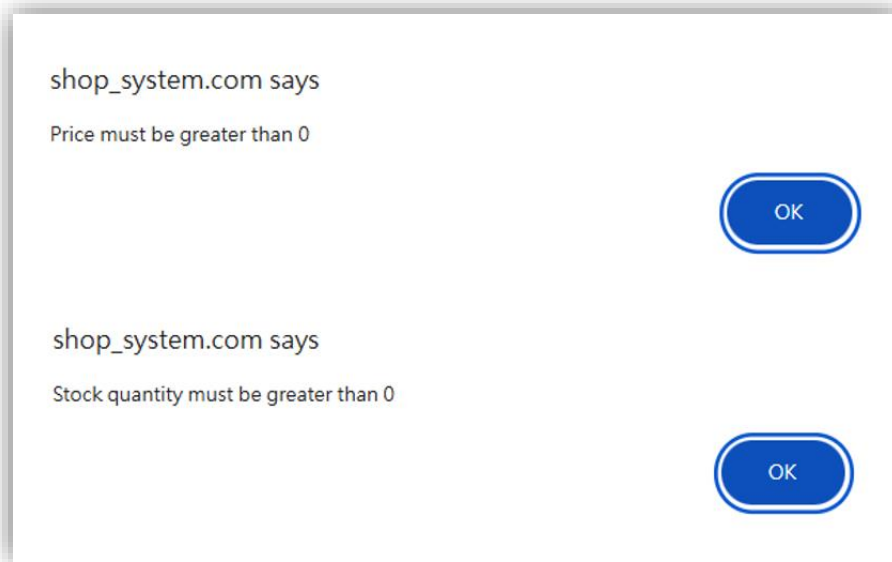 shop_system.com says
Price must be greater than 0
OK
shop_system.com says
Stock quantity must be greater than 0
OK